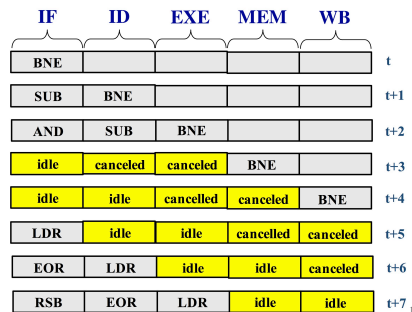 IF ID EXE MEM WB
BNE t
SUB BNE t+1
AND SUB BNE t+2
idle canceled canceled BNE t+3
idle idle cancelled canceled BNE t+4
LDR idle idle cancelled canceled t+5
EOR LDR idle idle canceled t+6
RSB EOR LDR idle idle t+7